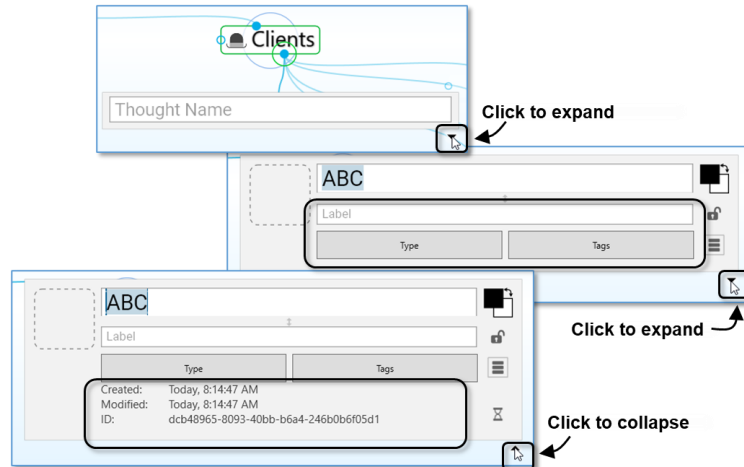 Clients
Thought Name
Click to expand
ABC
Label
Type Tags
Click to expand
ABC
Label
Type Tags
Created: Today, 8:14:47 AM
Modified: Today, 8:14:47 AM
ID: dcb48965-8093-40bb-b6a4-246b0b6f05d1
Click to collapse